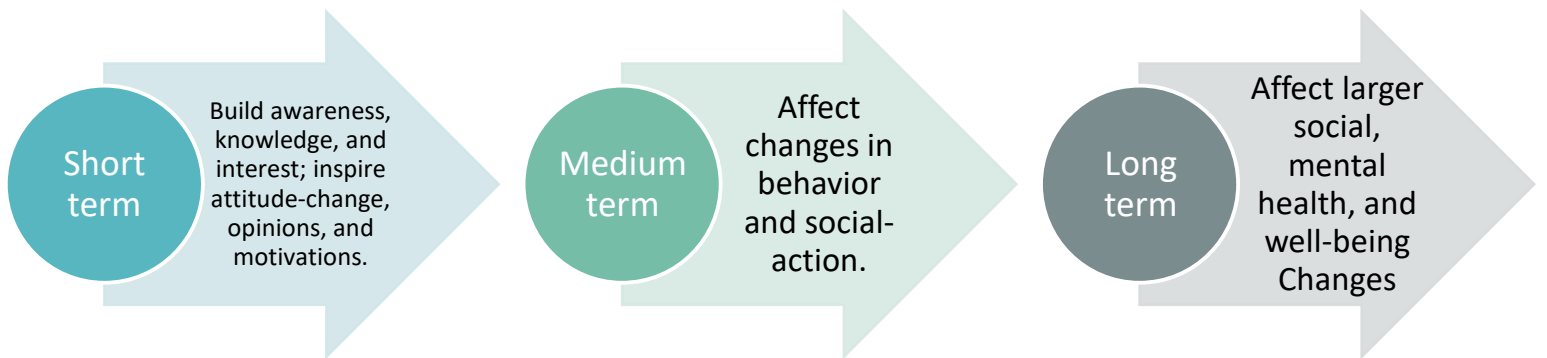 Short
term
Build awareness,
knowledge, and
interest; inspire
attitude-change,
opinions, and
motivations.
Medium
term
Affect
changes in
behavior
and social-
action.
Long
term
Affect larger
social,
mental
health, and
well-being
Changes